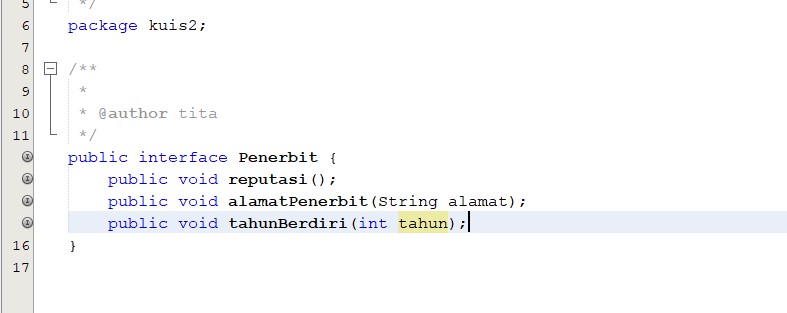 5 */
6 package kuis2;
7
8 /**
9 *
10 * @author tita
11 */
public interface Penerbit {
public void reputasi();
public void alamatPenerbit(String alamat);
public void tahunBerdiri(int tahun);
16 }
17